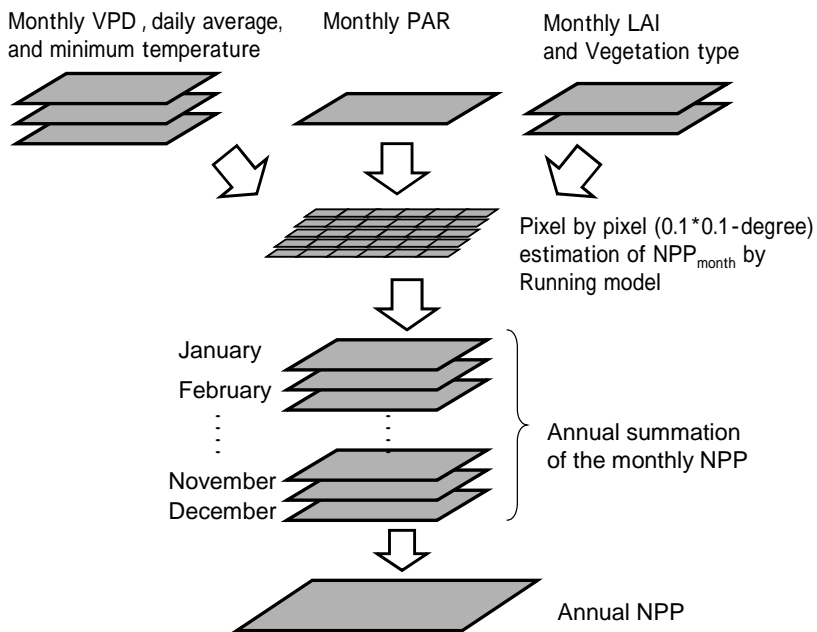 Monthly VPD , daily average,
and minimum temperature
Monthly PAR
Monthly LAI
and Vegetation type
Pixel by pixel (0.1*0.1-degree)
estimation of NPPmonth by
Running model
January
February
November
December
Annual summation
of the monthly NPP
Annual NPP